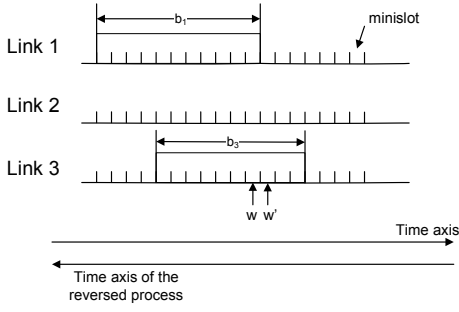 b₁
minislot
Link 1
Link 2
b₃
Link 3
w w'
Time axis
Time axis of the
reversed process